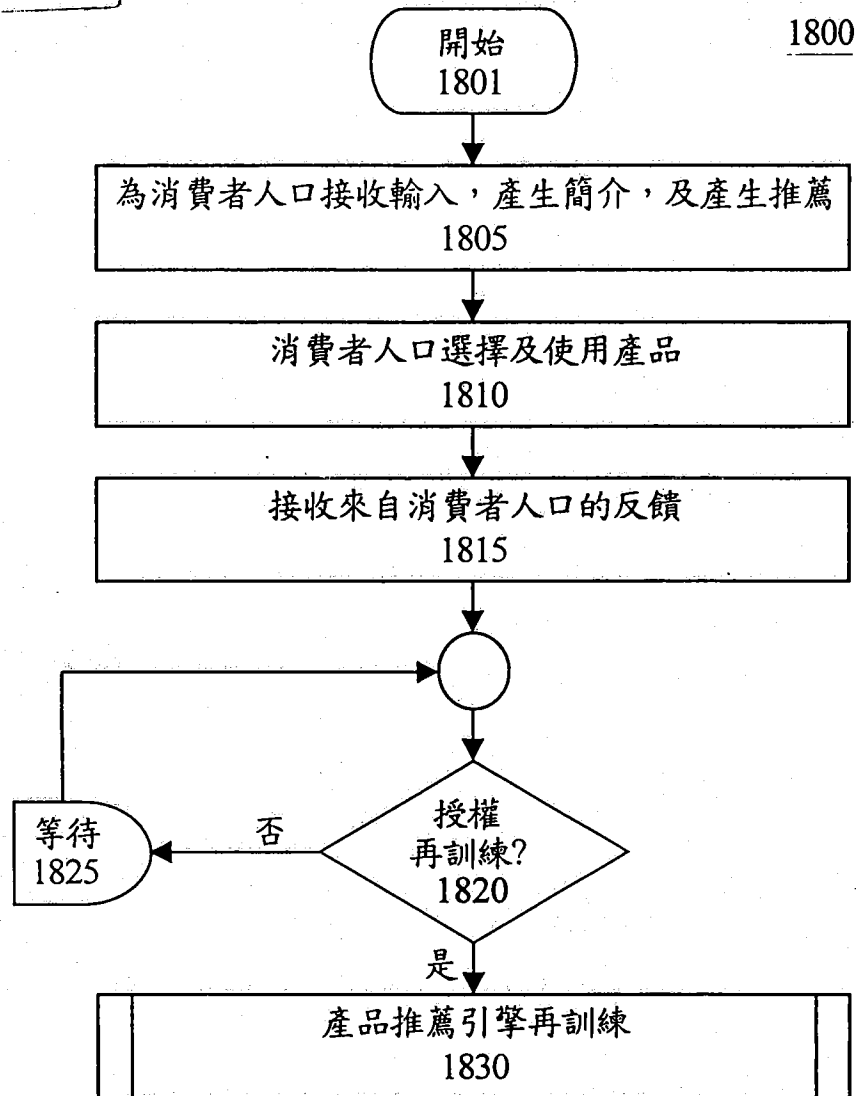 1800
開始
1801
為消費者人口接收輸入，產生簡介，及產生推薦
1805
消費者人口選擇及使用產品
1810
接收來自消費者人口的反饋
1815
授權
再訓練?
1820
否
等待
1825
是
產品推薦引擎再訓練
1830